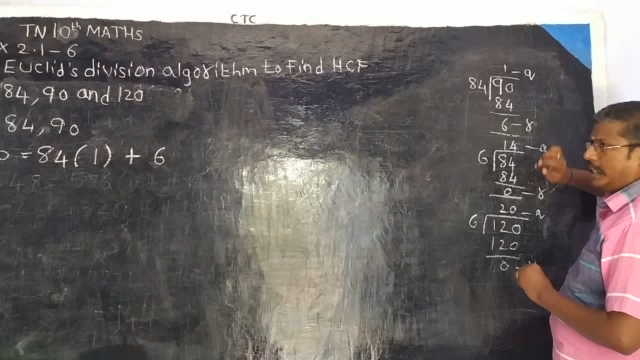 CTC
TN 10th MATHS
x 2.1-6
Euclid's division algorithm to find HCF
84, 90 and 120
84, 90
0 = 84(1) + 6
1 - q
84 90
84
6 - r
14 - q
6 84
84
0 - r
20 - q
6 120
120
0